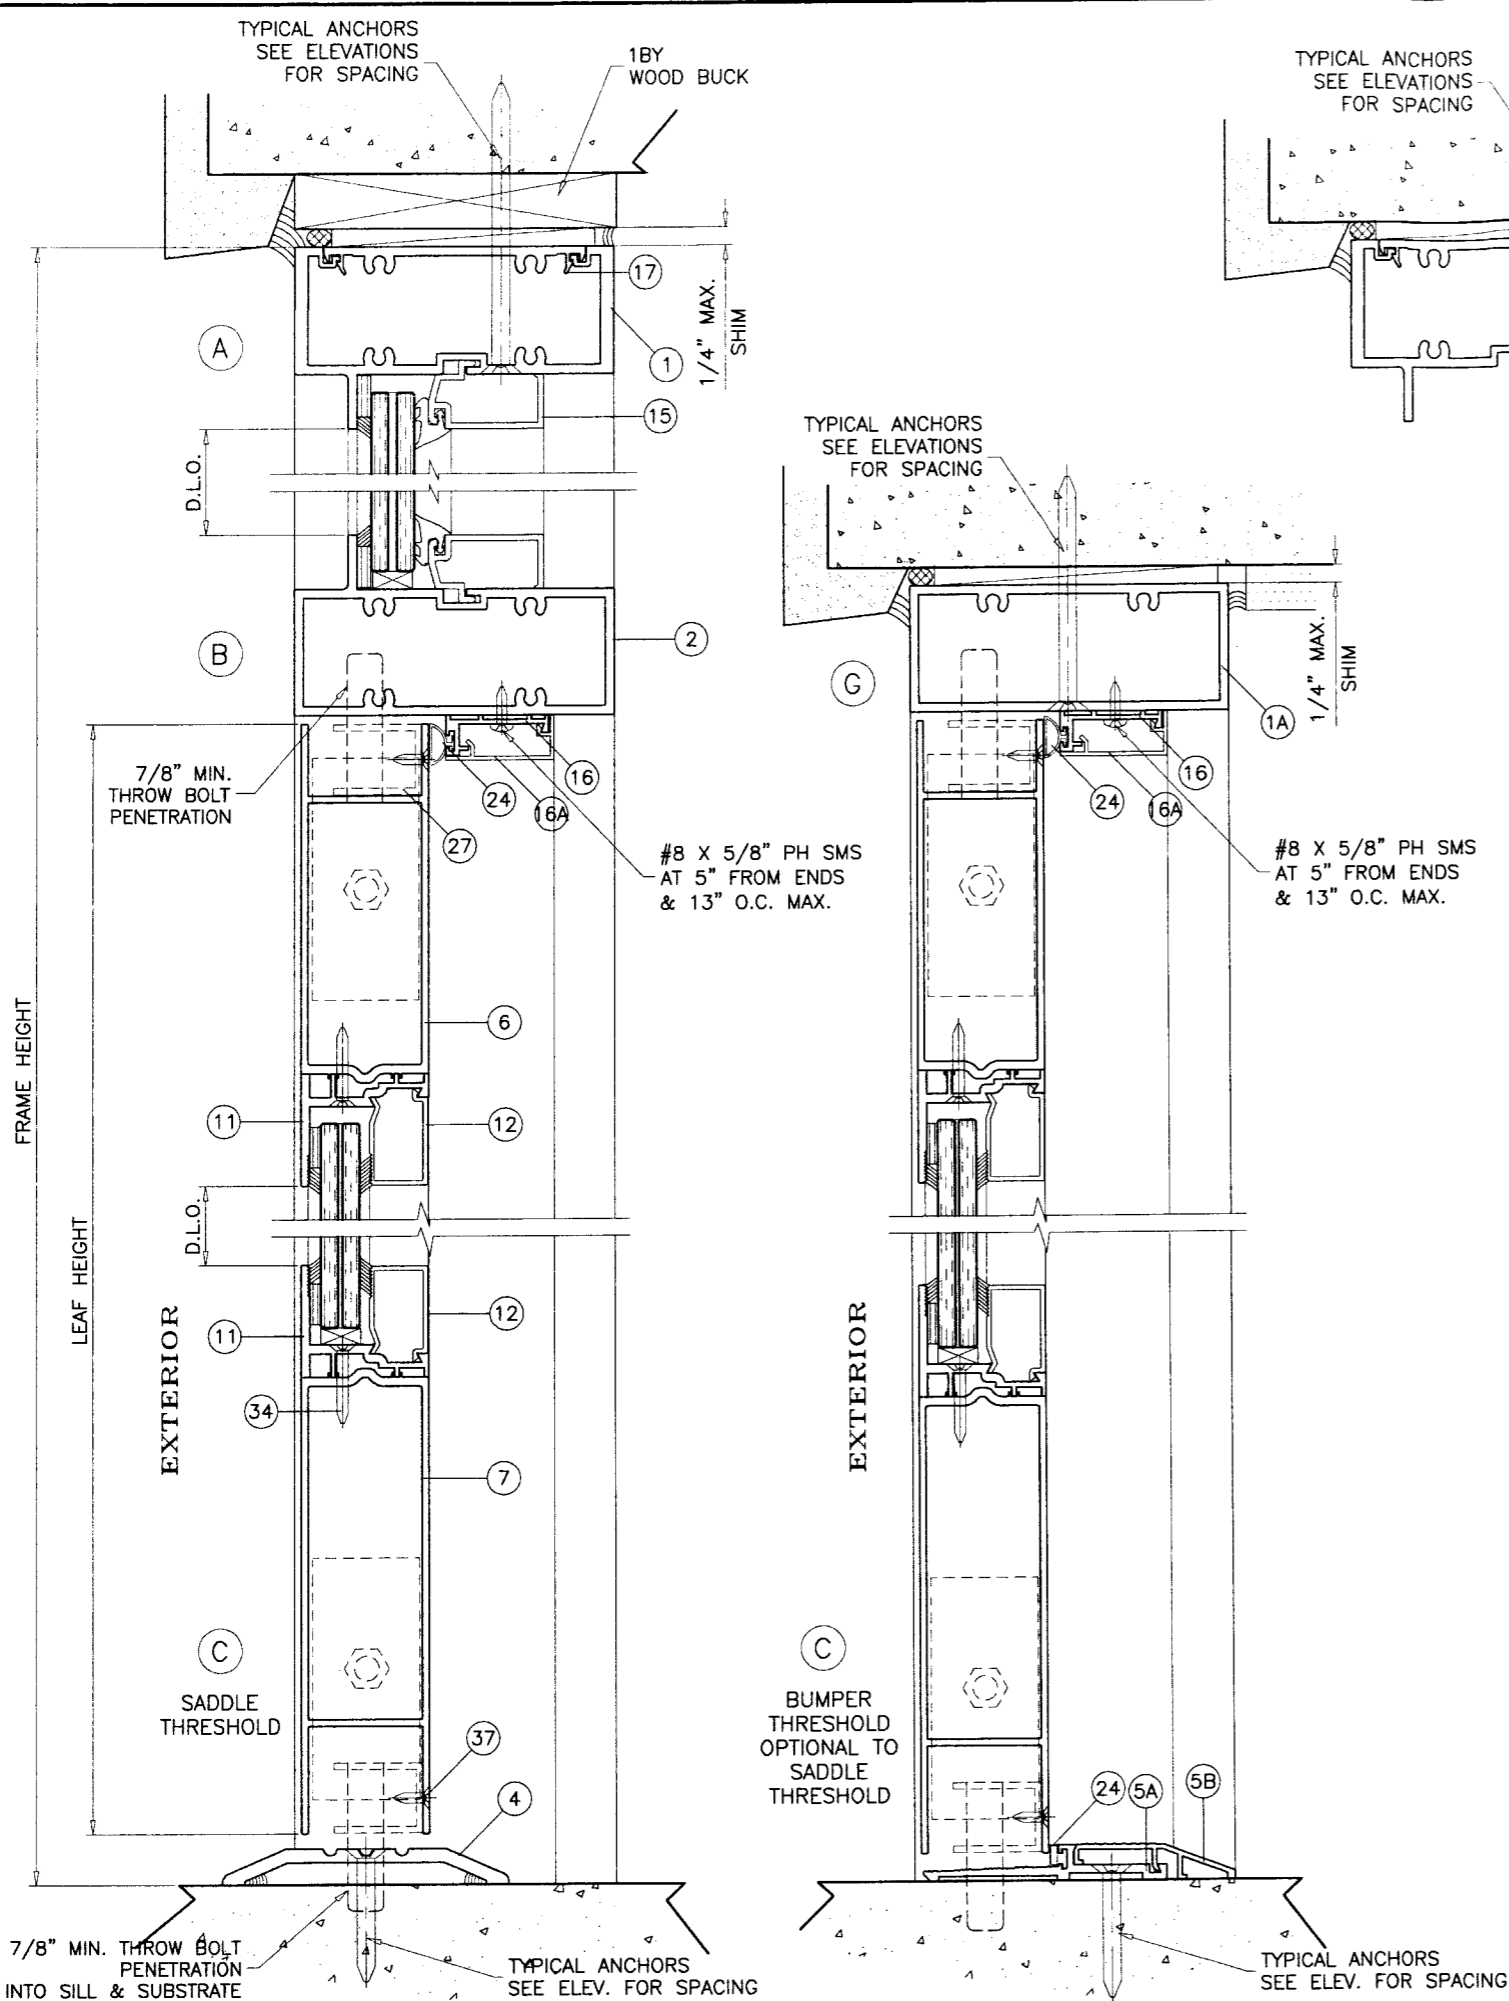 TYPICAL ANCHORS
SEE ELEVATIONS
FOR SPACING
1BY
WOOD BUCK
TYPICAL ANCHORS
SEE ELEVATIONS
FOR SPACING
17
1/4" MAX.
SHIM
A
1
15
D.L.O.
TYPICAL ANCHORS
SEE ELEVATIONS
FOR SPACING
B
2
G
1/4" MAX.
SHIM
1A
7/8" MIN.
THROW BOLT
PENETRATION
16
24
16A
27
16
24
16A
#8 X 5/8" PH SMS
AT 5" FROM ENDS
& 13" O.C. MAX.
#8 X 5/8" PH SMS
AT 5" FROM ENDS
& 13" O.C. MAX.
6
FRAME HEIGHT
11
12
D.L.O.
LEAF HEIGHT
12
11
EXTERIOR
EXTERIOR
34
7
C
SADDLE
THRESHOLD
C
BUMPER
THRESHOLD
OPTIONAL TO
SADDLE
THRESHOLD
37
4
24
5A
5B
7/8" MIN. THROW BOLT
PENETRATION
INTO SILL & SUBSTRATE
TYPICAL ANCHORS
SEE ELEV. FOR SPACING
TYPICAL ANCHORS
SEE ELEV. FOR SPACING